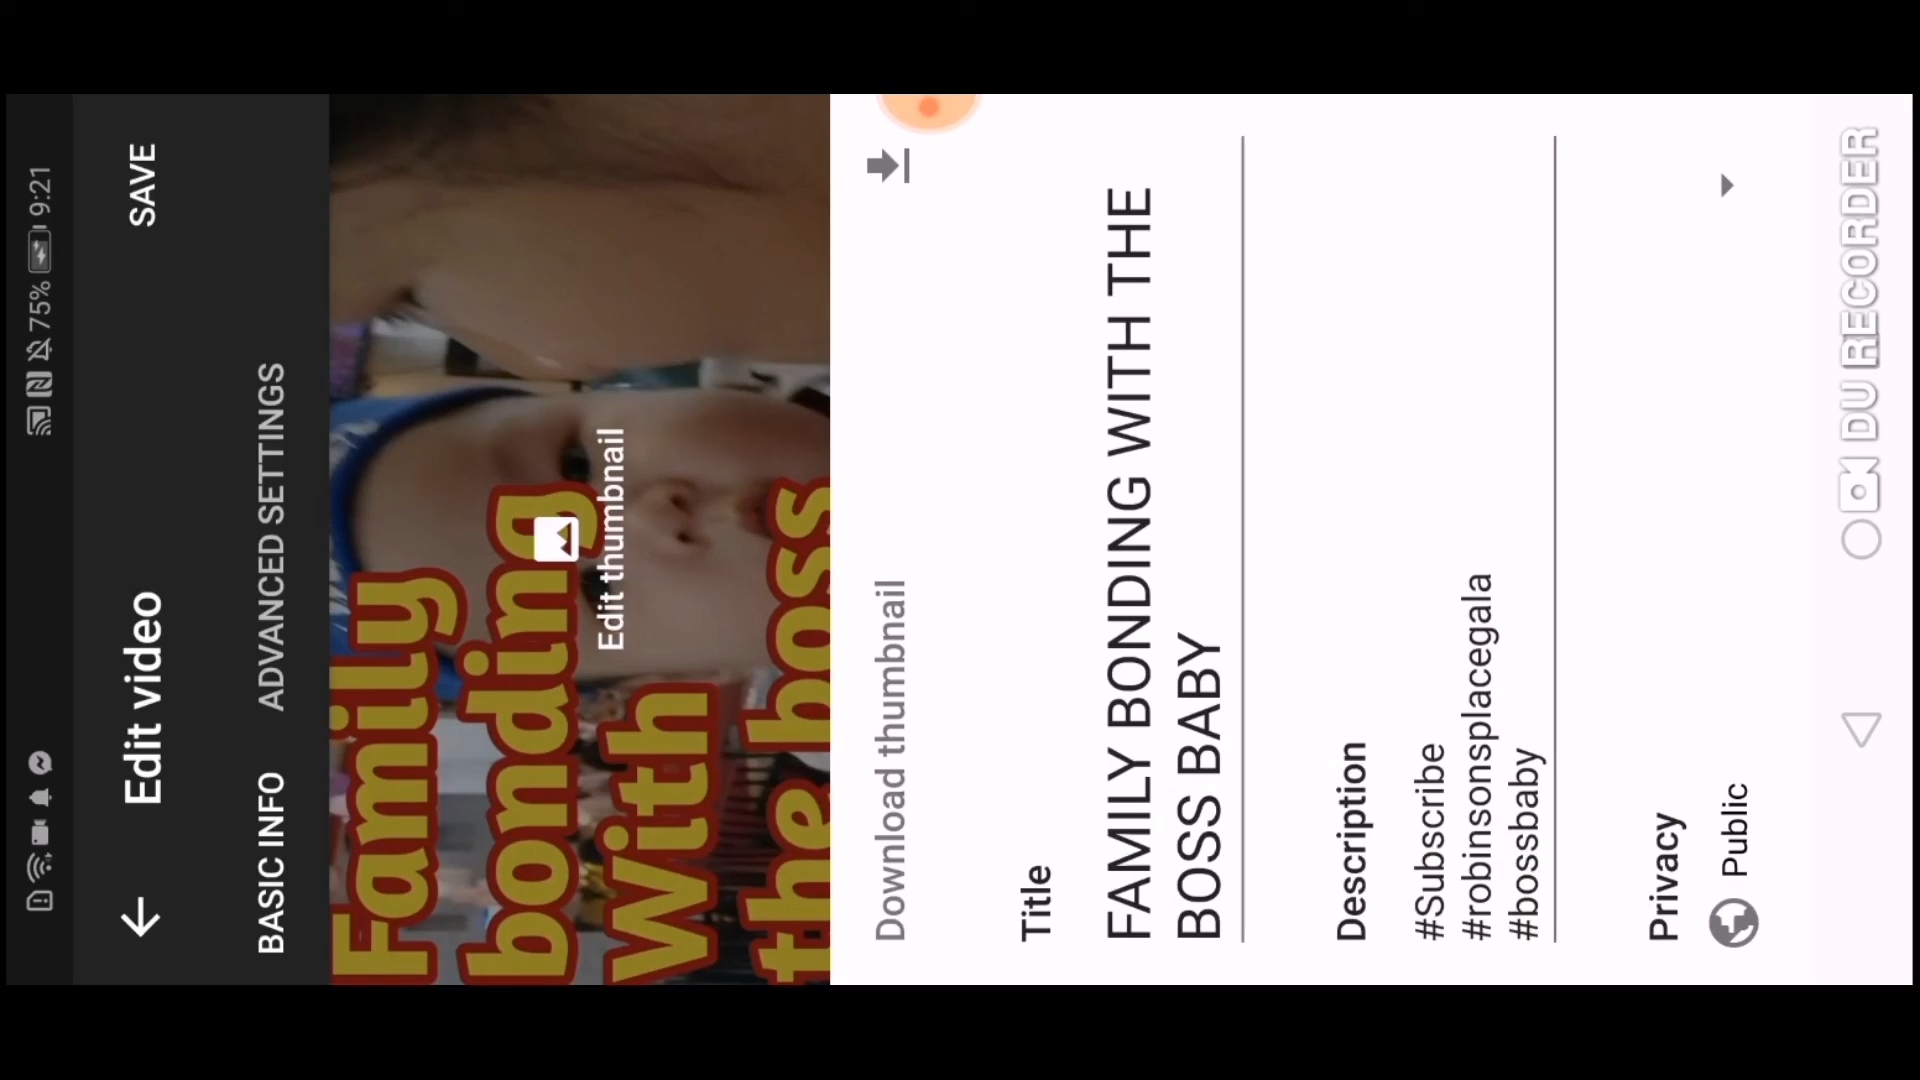 75% 9:21
Edit video
SAVE
BASIC INFO
ADVANCED SETTINGS
Family
bonding
With
the boss
Edit thumbnail
Download thumbnail
Title
FAMILY BONDING WITH THE
BOSS BABY
Description
#Subscribe
#robinsonsplacegala
#bossbaby
Privacy
Public
DU RECORDER